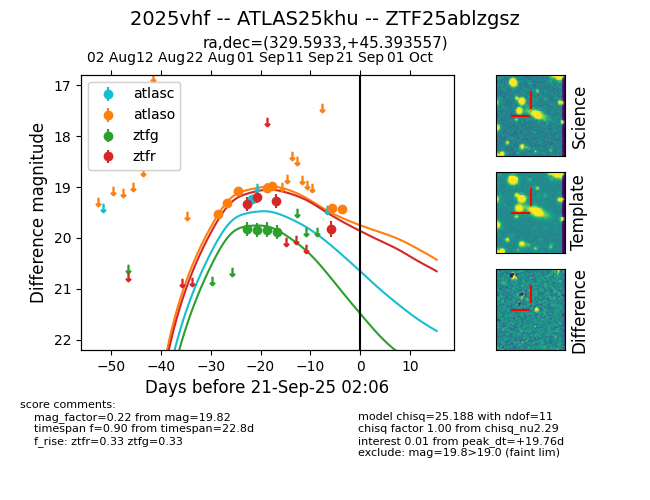 2025vhf -- ATLAS25khu -- ZTF25ablzgsz
ra,dec=(329.5933,+45.393557)
02 Aug 12 Aug 22 Aug 01 Sep 11 Sep 21 Sep 01 Oct
atlasc
atlaso
ztfg
ztfr
17
18
19
20
21
22
Difference magnitude
−50 −40 −30 −20 −10 0 10
Days before 21-Sep-25 02:06
Science
Template
Difference
score comments:
mag_factor=0.22 from mag=19.82
timespan f=0.90 from timespan=22.8d
f_rise: ztfr=0.33 ztfg=0.33
model chisq=25.188 with ndof=11
chisq factor 1.00 from chisq_nu2.29
interest 0.01 from peak_dt=+19.76d
exclude: mag=19.8>19.0 (faint lim)